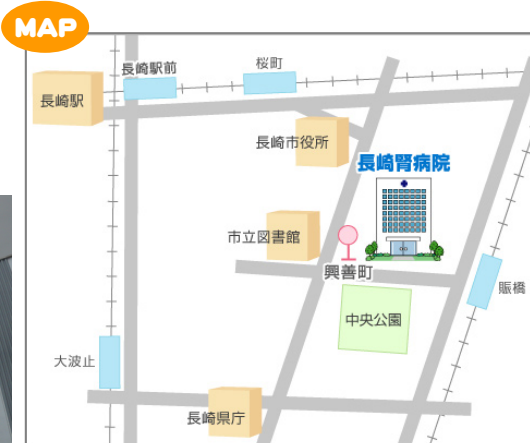 MAP
桜町
長崎駅前
長崎駅
長崎市役所
長崎腎病院
市立図書館
興善町
賑橋
中央公園
大波止
長崎県庁